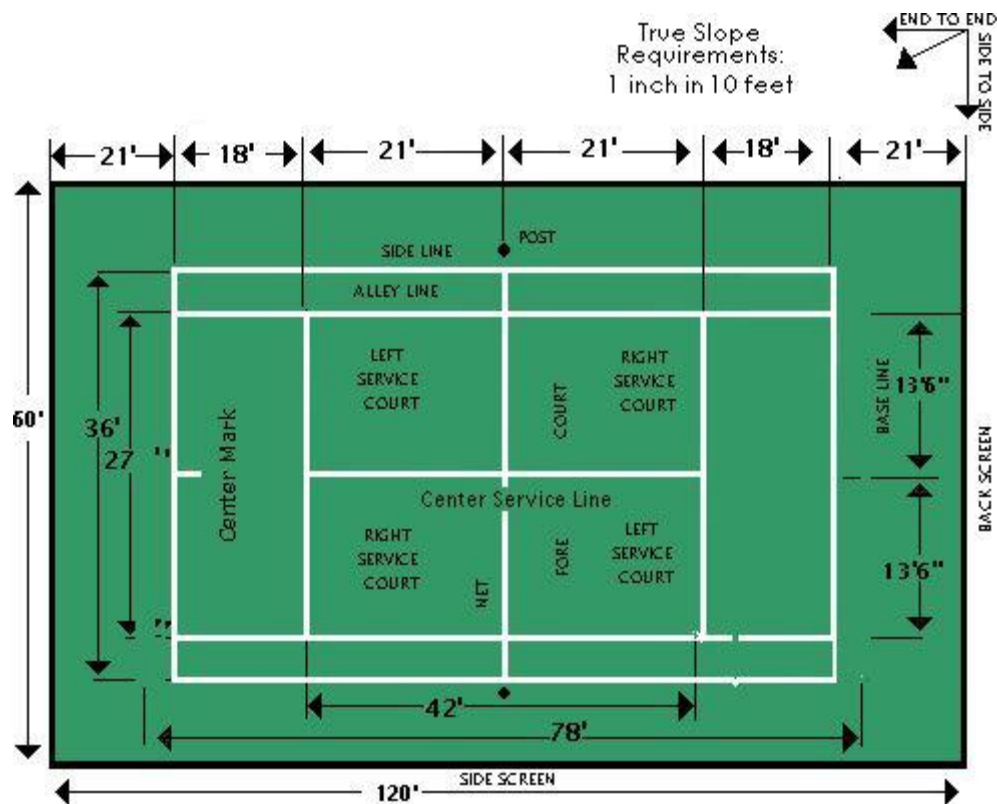 True Slope
Requirements:
1 inch in 10 feet
END TO END
SIDE TO SIDE
21'
18'
21'
21'
18'
21'
POST
SIDE LINE
ALLEY LINE
LEFT
SERVICE
COURT
RIGHT
SERVICE
COURT
COURT
BASE LINE
13'6"
60'
36'
27
Center Mark
BACK SCREEN
Center Service Line
RIGHT
SERVICE
COURT
NET
FORE
LEFT
SERVICE
COURT
13'6"
42'
78'
SIDE SCREEN
120'